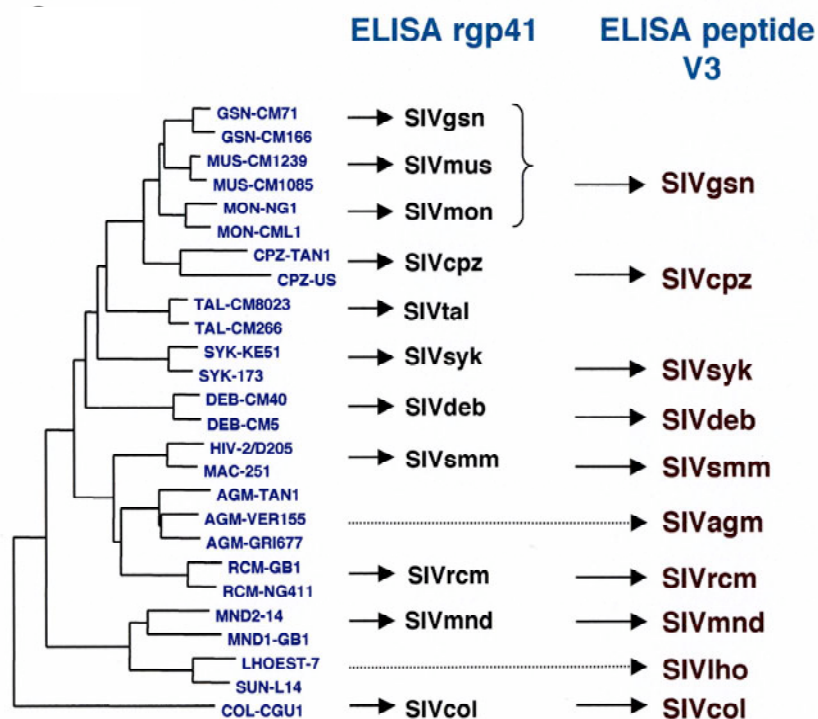 ELISA rgp41
ELISA peptide
V3
GSN-CM71
GSN-CM166
MUS-CM1239
MUS-CM1085
MON-NG1
MON-CML1
CPZ-TAN1
CPZ-US
TAL-CM8023
TAL-CM266
SYK-KE51
SYK-173
DEB-CM40
DEB-CM5
HIV-2/D205
MAC-251
AGM-TAN1
AGM-VER155
AGM-GRI677
RCM-GB1
RCM-NG411
MND2-14
MND1-GB1
LHOEST-7
SUN-L14
COL-CGU1
SIVgsn
SIVmus
SIVmon
SIVcpz
SIVtal
SIVsyk
SIVdeb
SIVsmm
SIVrcm
SIVmnd
SIVcol
SIVgsn
SIVcpz
SIVsyk
SIVdeb
SIVsmm
SIVagm
SIVrcm
SIVmnd
SIVlho
SIVcol